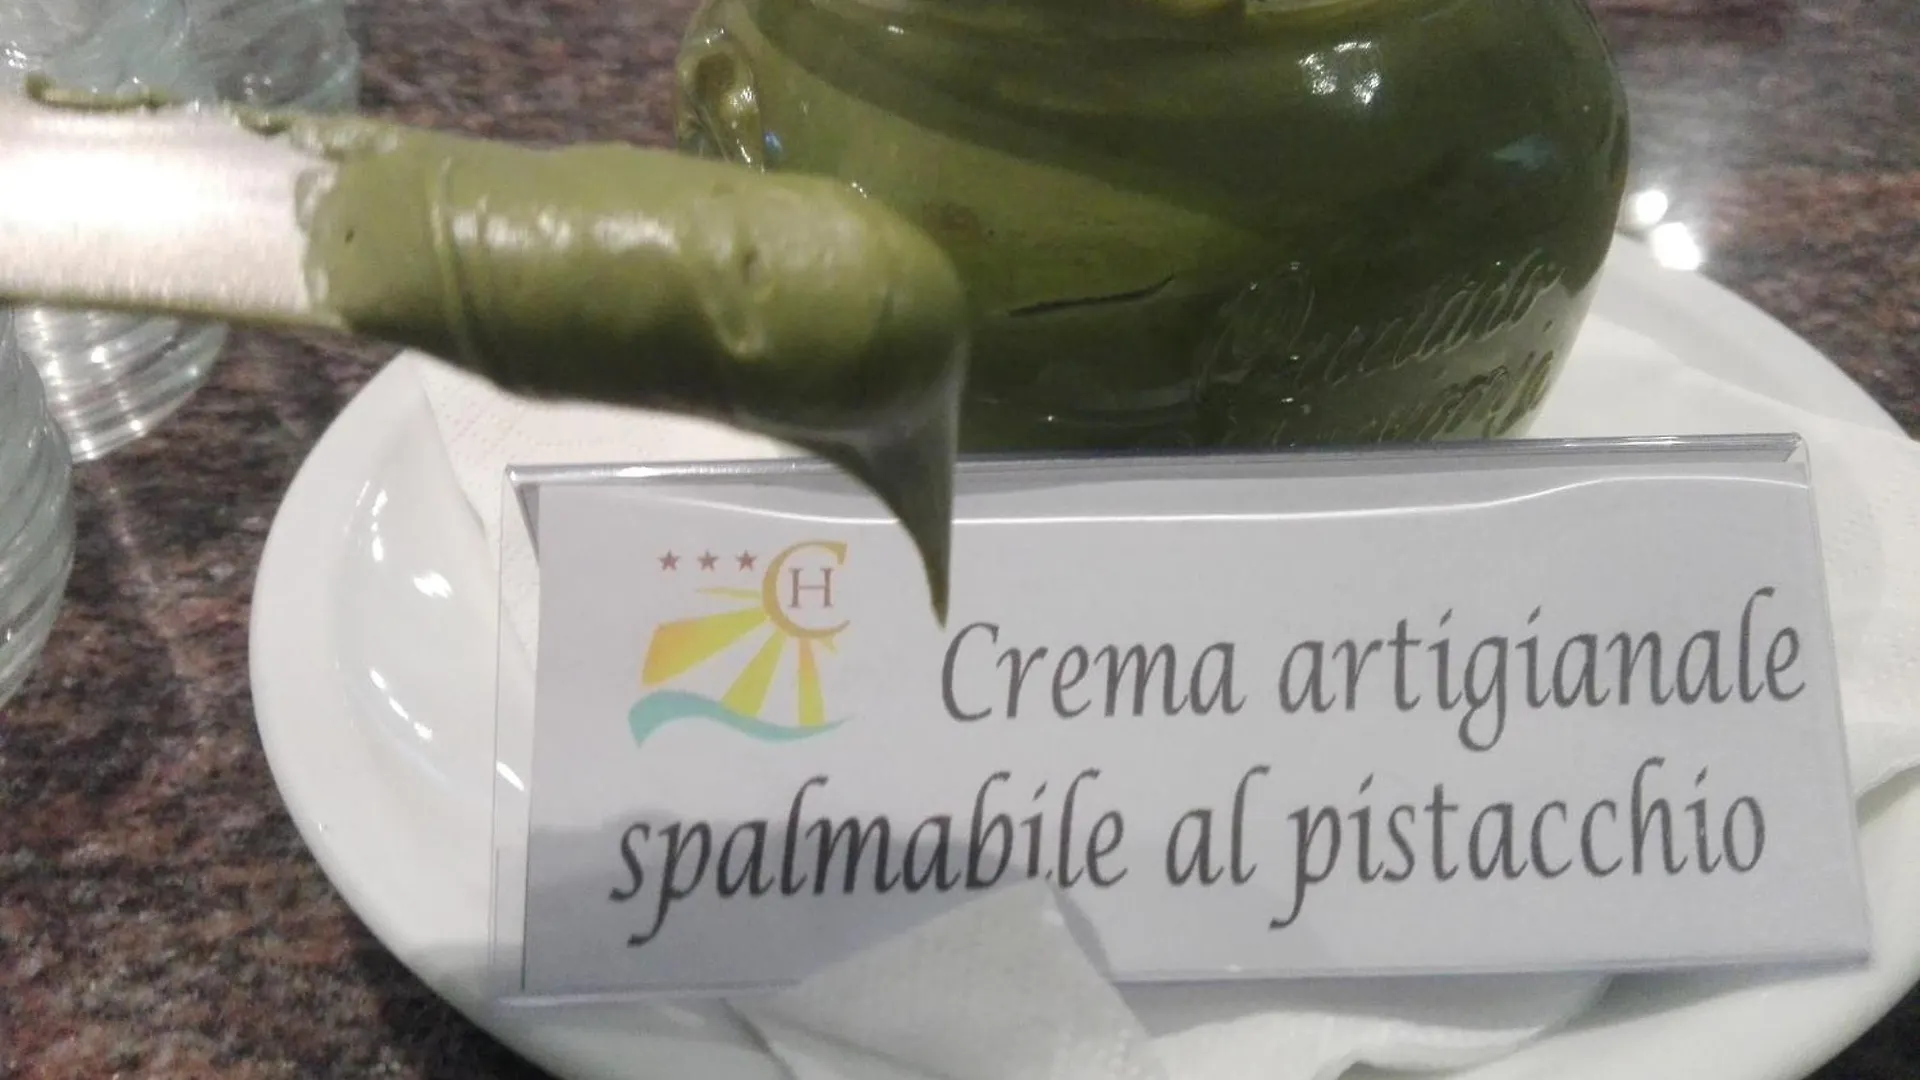 CH
Crema artigianale
spalmabile al pistacchio